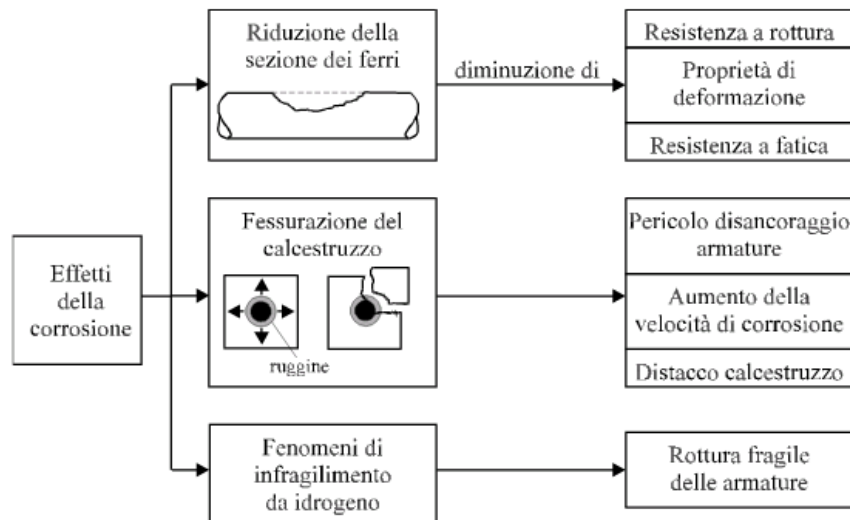 Effetti
della
corrosione
Riduzione della
sezione dei ferri
diminuzione di
Resistenza a rottura
Proprietà di
deformazione
Resistenza a fatica
Fessurazione del
calcestruzzo
ruggine
Pericolo disancoraggio
armature
Aumento della
velocità di corrosione
Distacco calcestruzzo
Fenomeni di
infragilimento
da idrogeno
Rottura fragile
delle armature